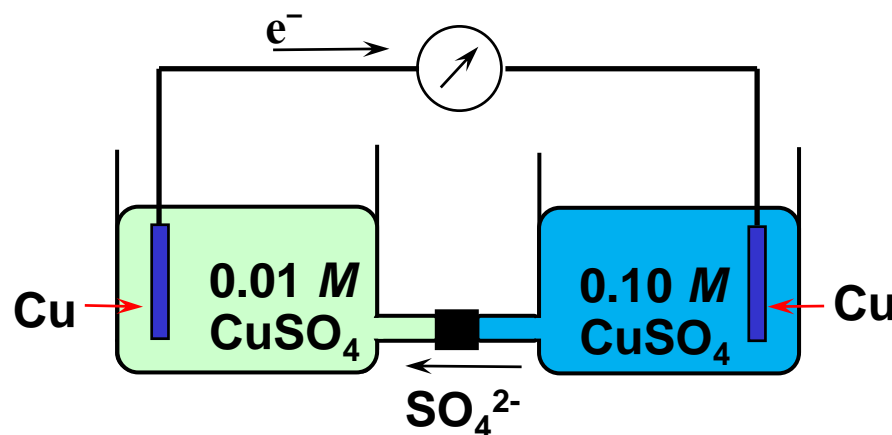 e⁻
0.01 M
CuSO₄
0.10 M
CuSO₄
Cu
Cu
SO₄²⁻